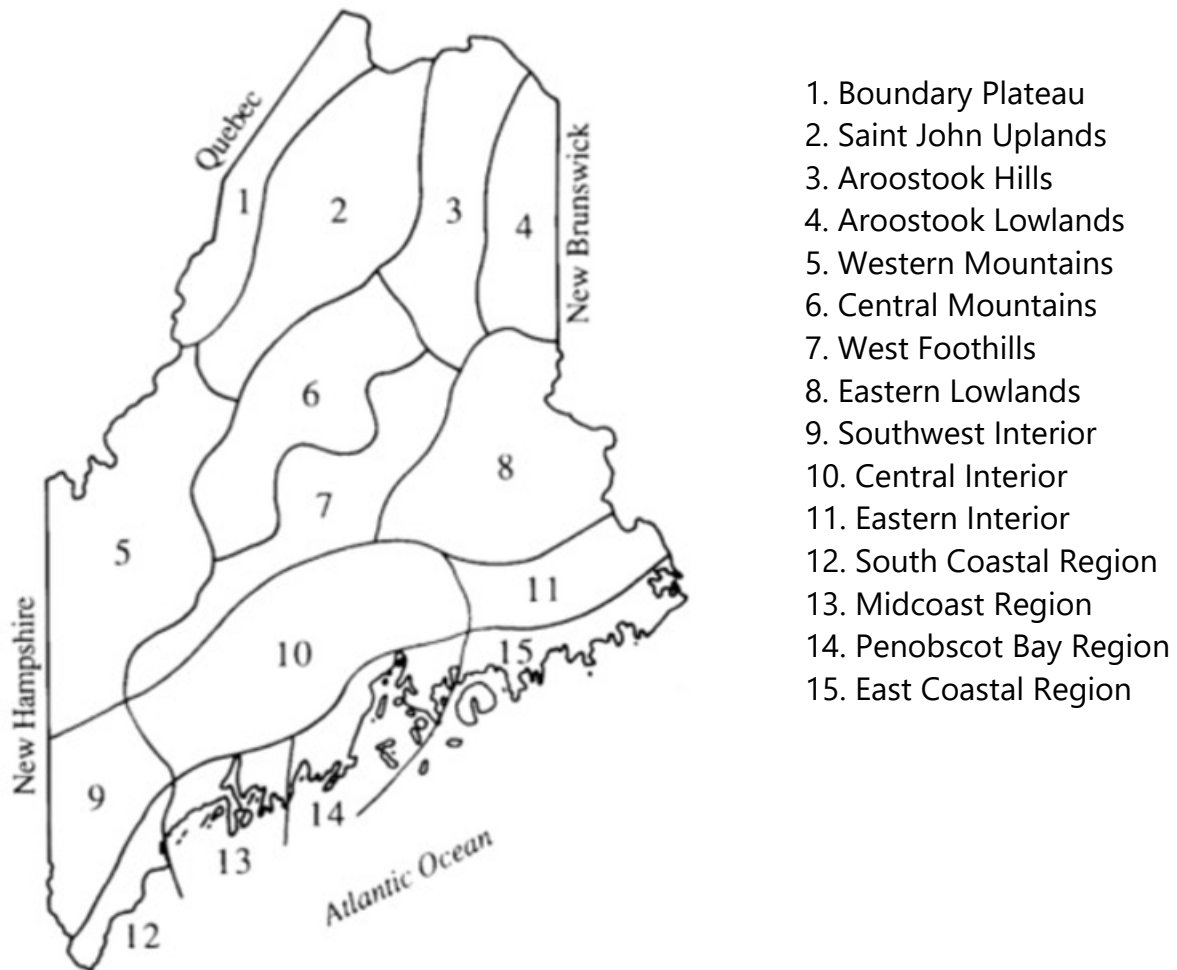 Quebec
New Brunswick
New Hampshire
Atlantic Ocean
1
2
3
4
5
6
7
8
9
10
11
12
13
14
15
1. Boundary Plateau
2. Saint John Uplands
3. Aroostook Hills
4. Aroostook Lowlands
5. Western Mountains
6. Central Mountains
7. West Foothills
8. Eastern Lowlands
9. Southwest Interior
10. Central Interior
11. Eastern Interior
12. South Coastal Region
13. Midcoast Region
14. Penobscot Bay Region
15. East Coastal Region